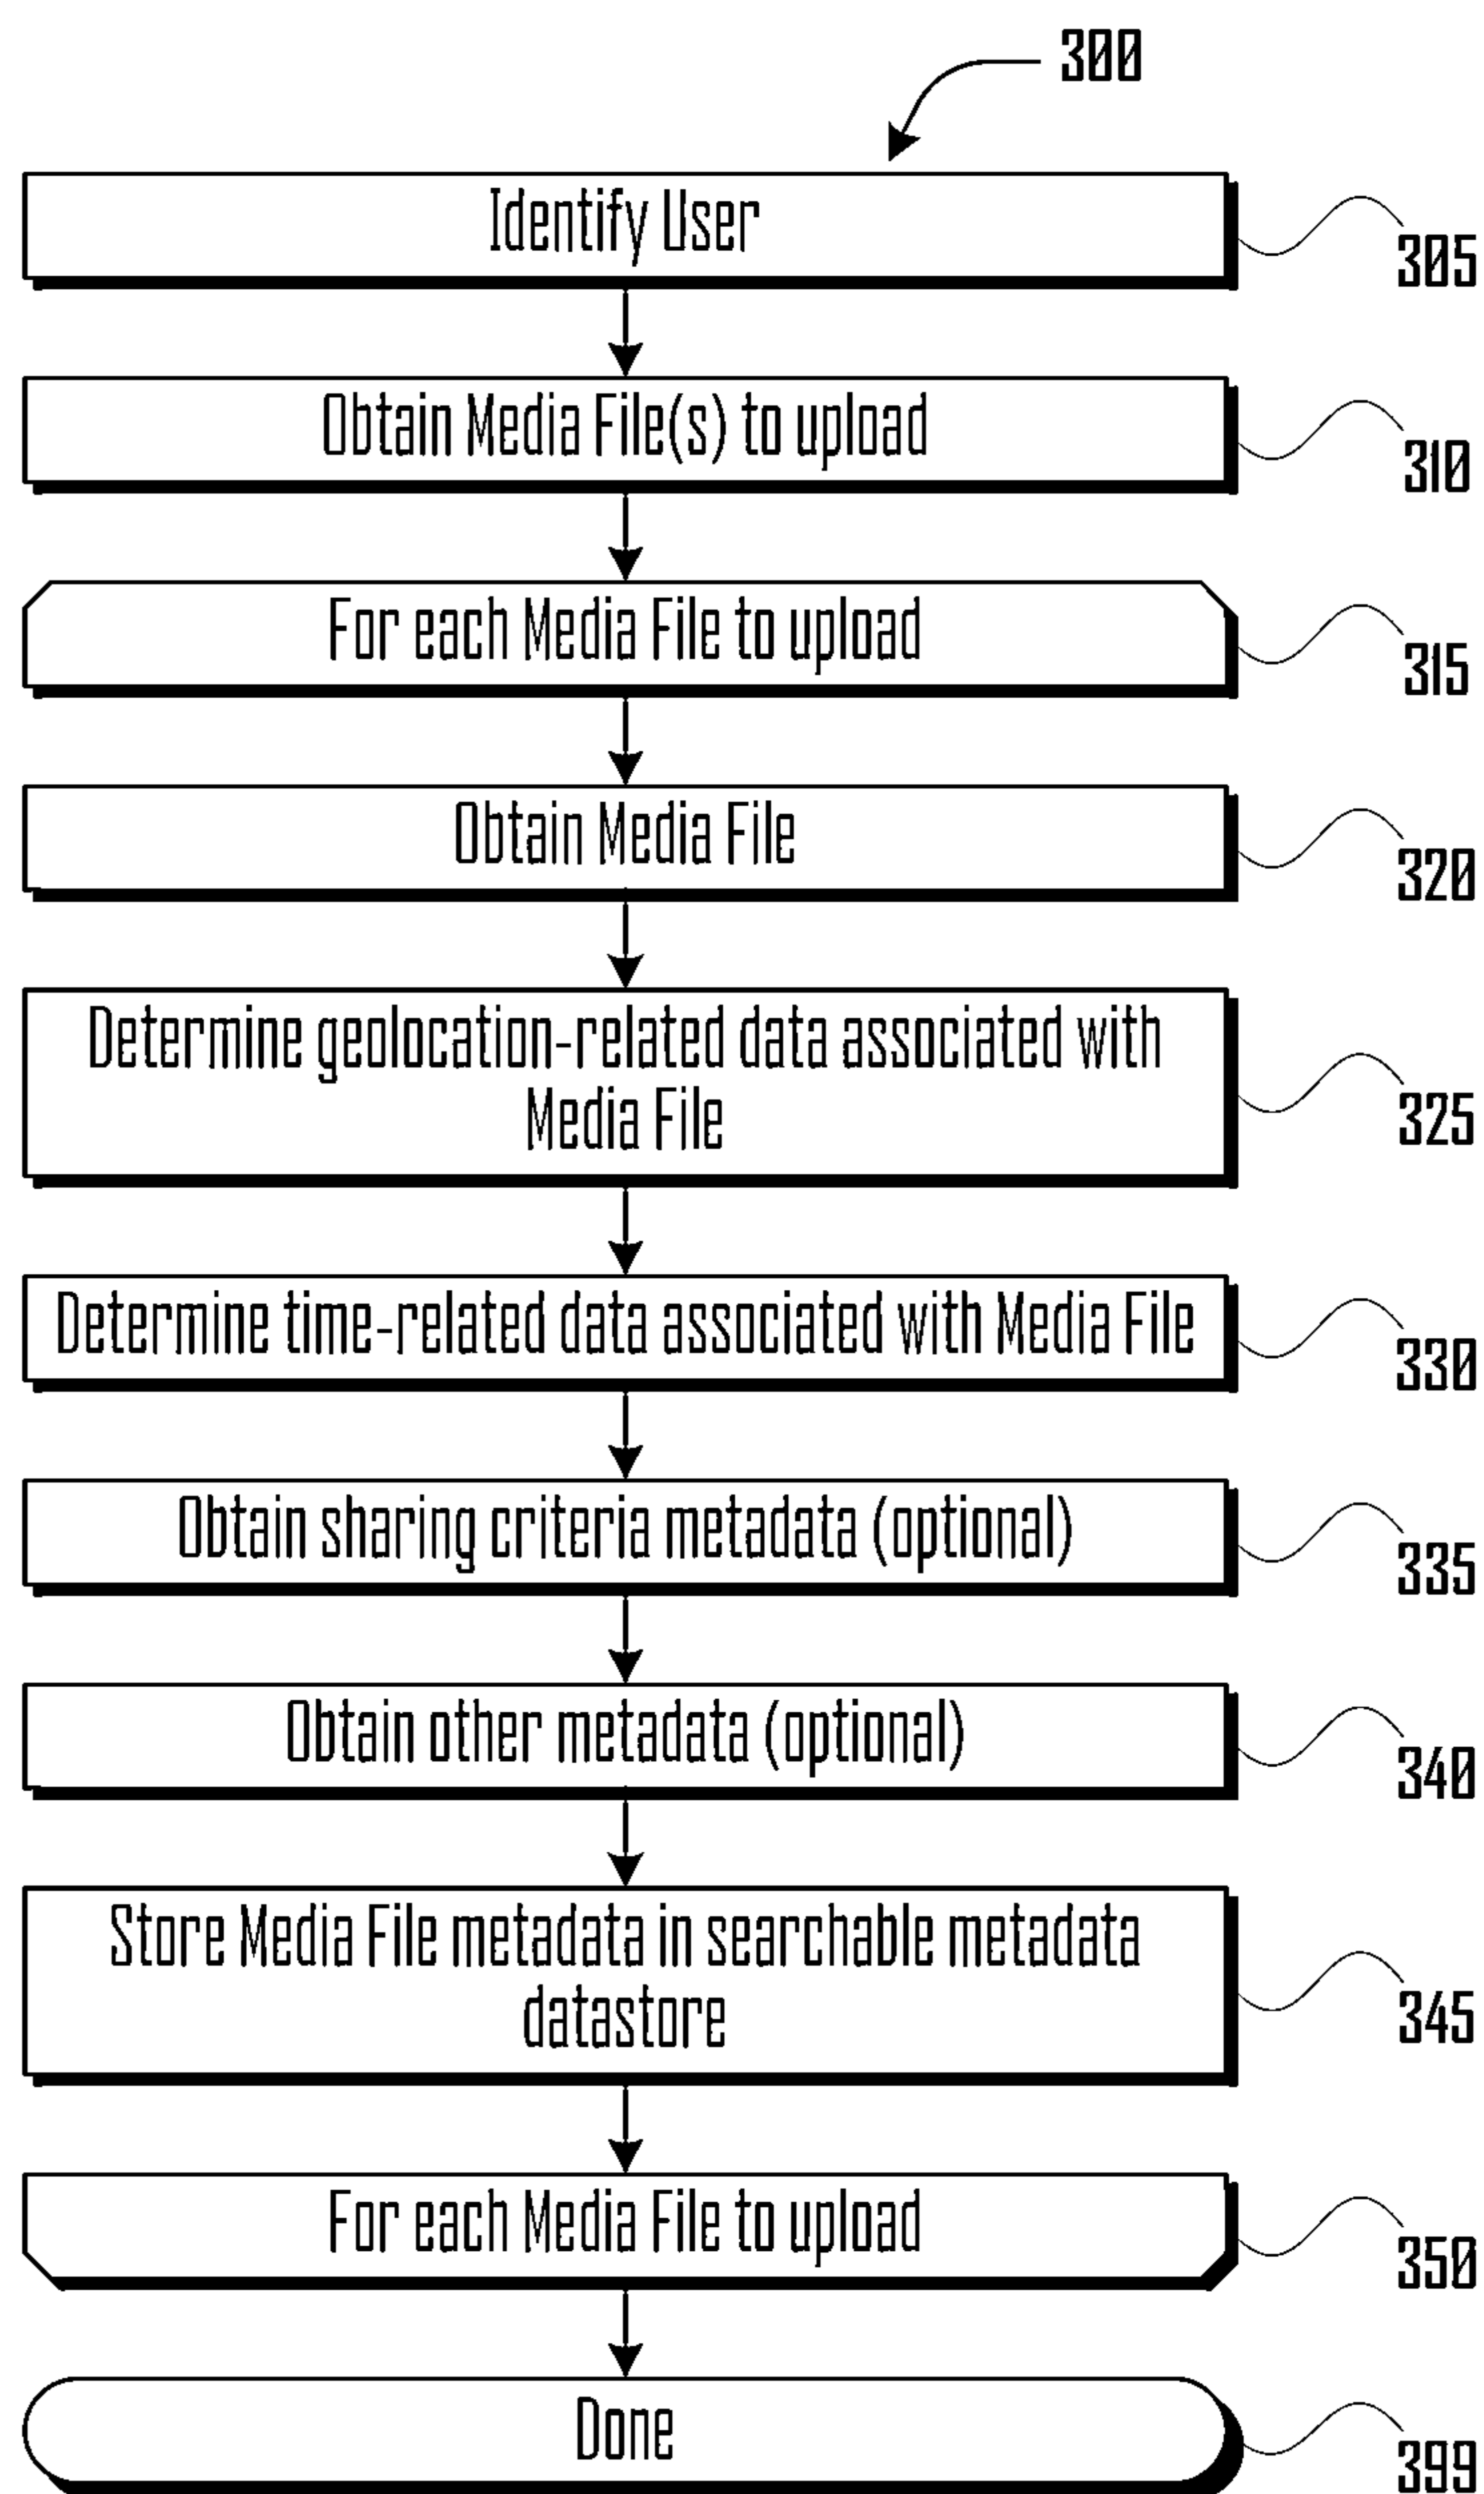 300
Identify User
305
Obtain Media File(s) to upload
310
For each Media File to upload
315
Obtain Media File
320
Determine geolocation-related data associated with
Media File
325
Determine time-related data associated with Media File
330
Obtain sharing criteria metadata (optional)
335
Obtain other metadata (optional)
340
Store Media File metadata in searchable metadata
datastore
345
For each Media File to upload
350
Done
399